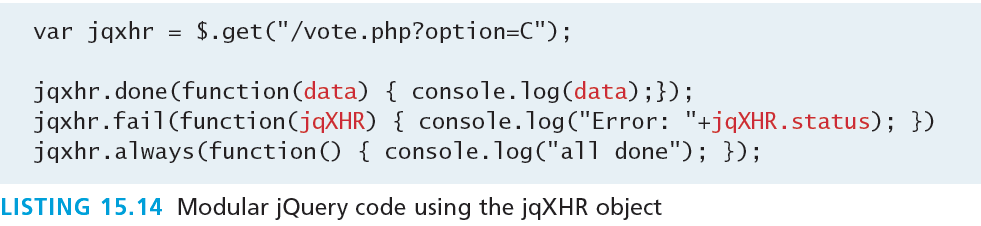 var jqxhr = $.get("/vote.php?option=C");
jqxhr.done(function(data) { console.log(data);});
jqxhr.fail(function(jqXHR) { console.log("Error: "+jqXHR.status); })
jqxhr.always(function() { console.log("all done"); });
LISTING 15.14 Modular jQuery code using the jqXHR object